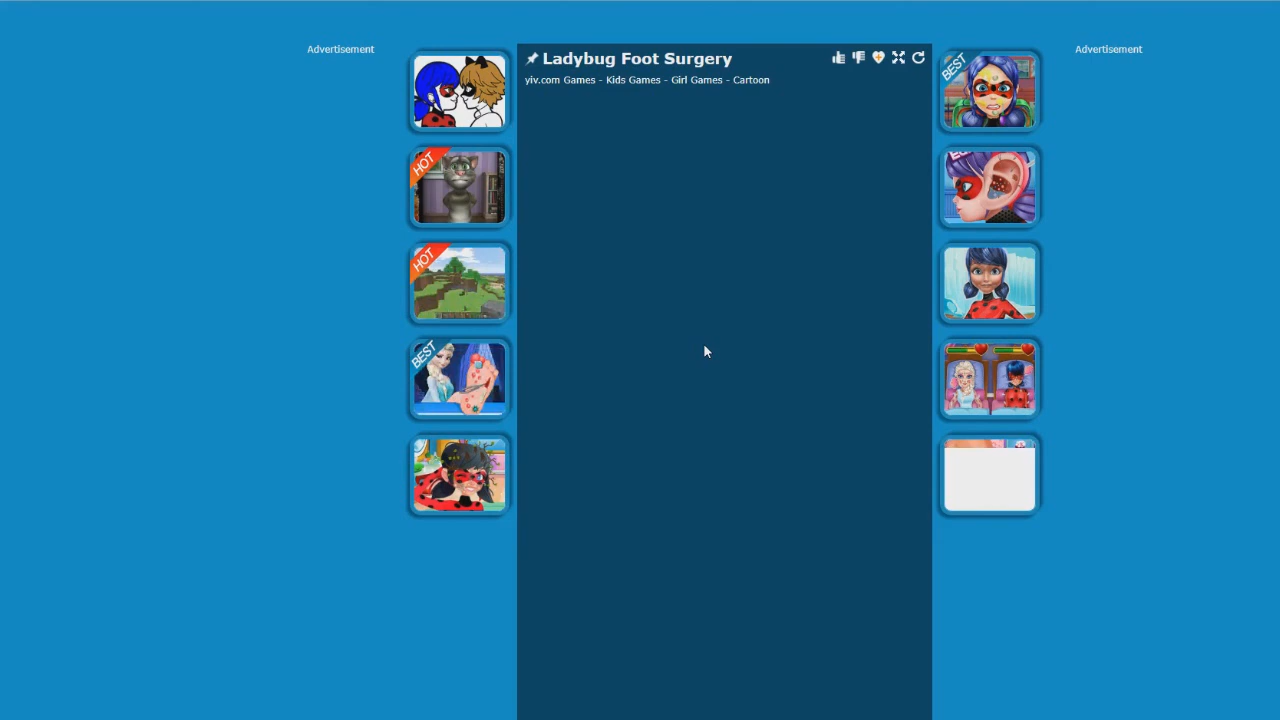 Advertisement
Ladybug Foot Surgery
Advertisement
yiv.com Games - Kids Games - Girl Games - Cartoon
BEST
HOT
HOT
BEST